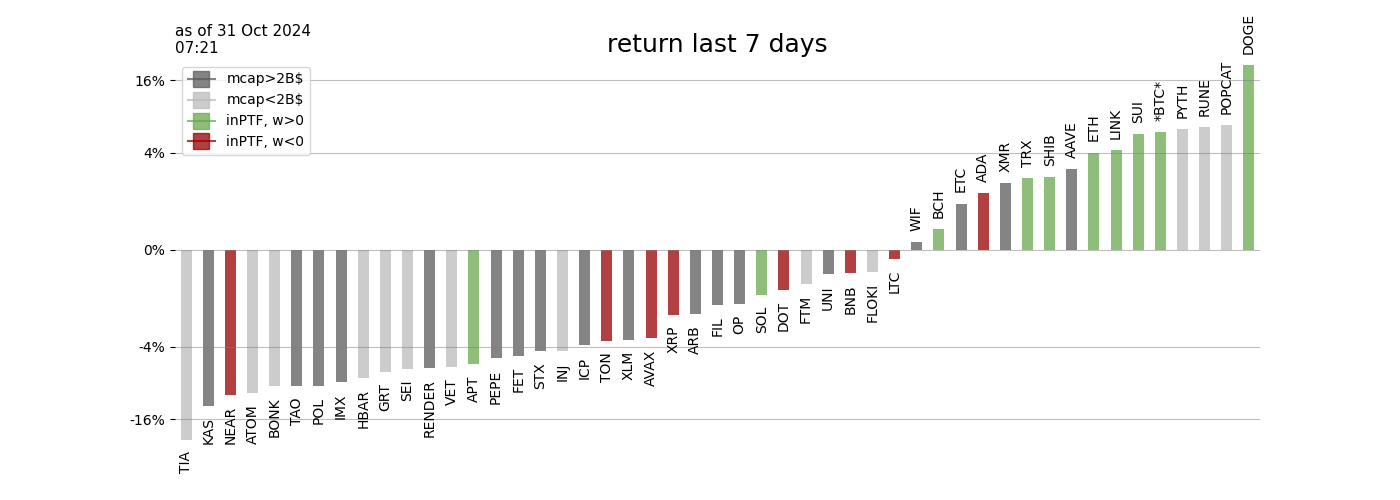 as of 31 Oct 2024
07:21
return last 7 days
mcap>2B$
mcap<2B$
inPTF, w>0
inPTF, w<0
16%
4%
0%
-4%
-16%
TIA
KAS
NEAR
ATOM
BONK
TAO
POL
IMX
HBAR
GRT
SEI
RENDER
VET
APT
PEPE
FET
STX
INJ
ICP
TON
XLM
AVAX
XRP
ARB
FIL
OP
SOL
DOT
FTM
UNI
BNB
FLOKI
LTC
WIF
BCH
ETC
ADA
XMR
TRX
SHIB
AAVE
ETH
LINK
SUI
*BTC*
PYTH
RUNE
POPCAT
DOGE